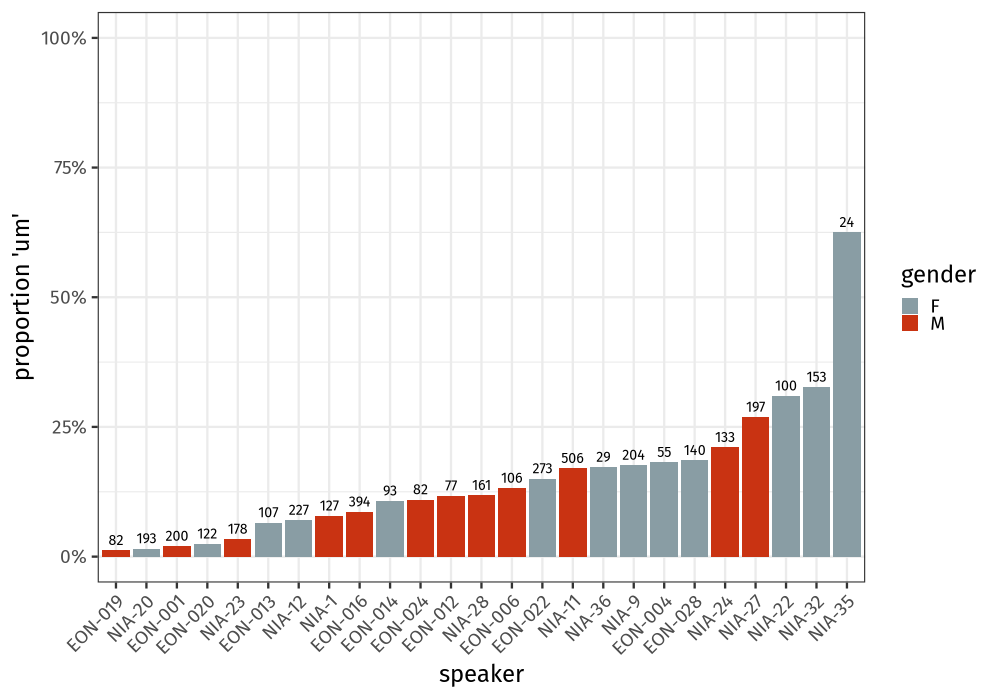 100%
75%
50%
25%
0%
proportion 'um'
82 193 200 122 178 107 227 127 394 93 82 77 161 106 273 506 29 204 55 140 133 197 100 153 24
EON-019 NIA-20 EON-001 EON-020 NIA-23 EON-013 NIA-12 NIA-1 EON-016 EON-014 EON-024 EON-012 NIA-28 EON-006 EON-022 NIA-11 NIA-36 NIA-9 EON-004 EON-028 NIA-24 NIA-27 NIA-22 NIA-32 NIA-35
speaker
gender
F
M